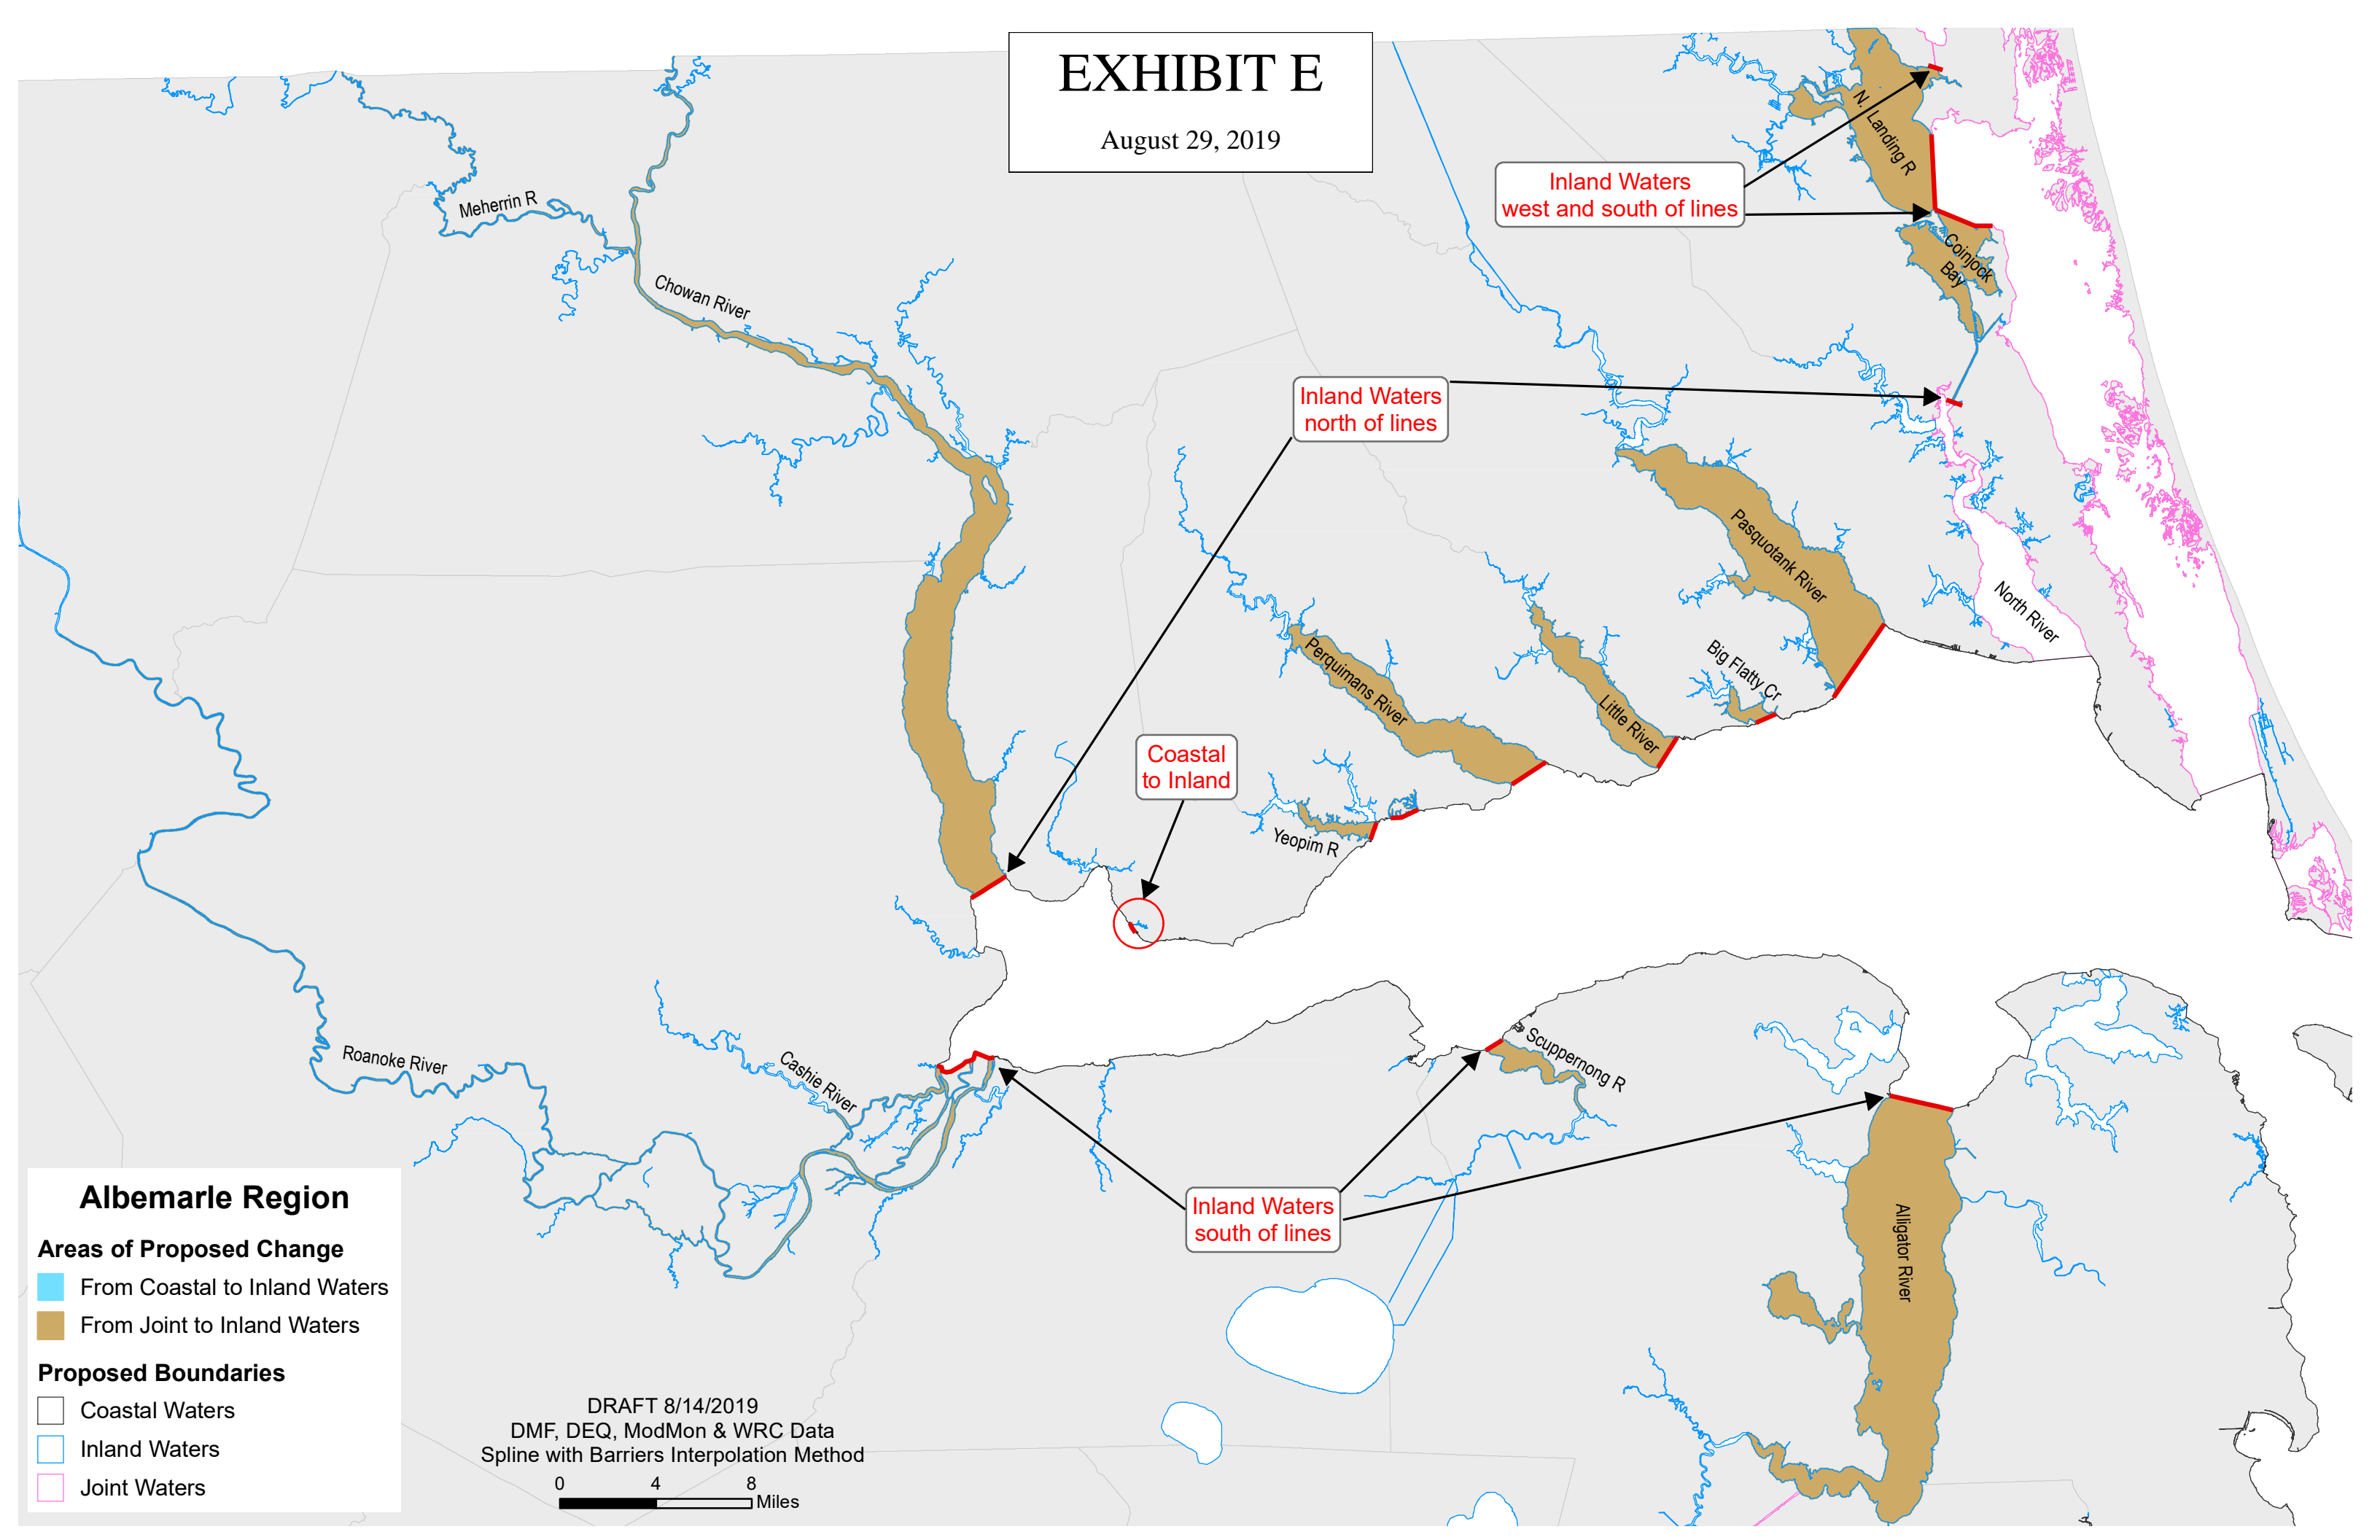 EXHIBIT E
August 29, 2019
N. Landing R
Inland Waters
west and south of lines
Meherrin R
Coinjock
Bay
Chowan River
Inland Waters
north of lines
Pasquotank River
North River
Perquimans River
Big Flatty Cr
Little River
Coastal
to Inland
Yeopim R
Scuppernong R
Roanoke River
Cashie River
Inland Waters
south of lines
Alligator River
Albemarle Region
Areas of Proposed Change
From Coastal to Inland Waters
From Joint to Inland Waters
Proposed Boundaries
Coastal Waters
Inland Waters
Joint Waters
DRAFT 8/14/2019
DMF, DEQ, ModMon & WRC Data
Spline with Barriers Interpolation Method
0 4 8
Miles